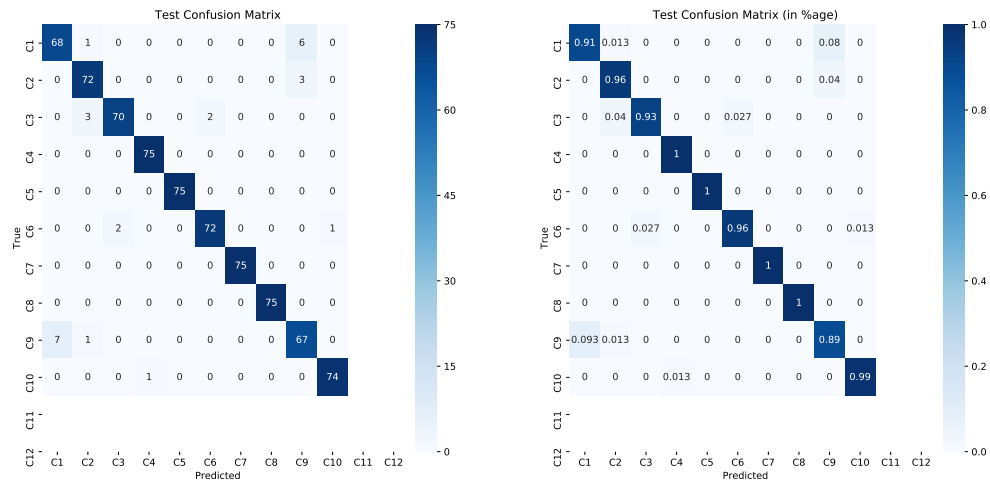 Test Confusion Matrix
C1 68 1 0 0 0 0 0 0 6 0
C2 0 72 0 0 0 0 0 0 3 0
C3 0 3 70 0 0 2 0 0 0 0
C4 0 0 0 75 0 0 0 0 0 0
C5 0 0 0 0 75 0 0 0 0 0
C6 0 0 2 0 0 72 0 0 0 1
C7 0 0 0 0 0 0 75 0 0 0
C8 0 0 0 0 0 0 0 75 0 0
C9 7 1 0 0 0 0 0 0 67 0
C10 0 0 0 1 0 0 0 0 0 74
C11
C12
True
C1 C2 C3 C4 C5 C6 C7 C8 C9 C10 C11 C12
Predicted
75
60
45
30
15
0
Test Confusion Matrix (in %age)
C1 0.91 0.013 0 0 0 0 0 0 0.08 0
C2 0 0.96 0 0 0 0 0 0 0.04 0
C3 0 0.04 0.93 0 0 0.027 0 0 0 0
C4 0 0 0 1 0 0 0 0 0 0
C5 0 0 0 0 1 0 0 0 0 0
C6 0 0 0.027 0 0 0.96 0 0 0 0.013
C7 0 0 0 0 0 0 1 0 0 0
C8 0 0 0 0 0 0 0 1 0 0
C9 0.093 0.013 0 0 0 0 0 0 0.89 0
C10 0 0 0 0.013 0 0 0 0 0 0.99
C11
C12
True
C1 C2 C3 C4 C5 C6 C7 C8 C9 C10 C11 C12
Predicted
1.0
0.8
0.6
0.4
0.2
0.0